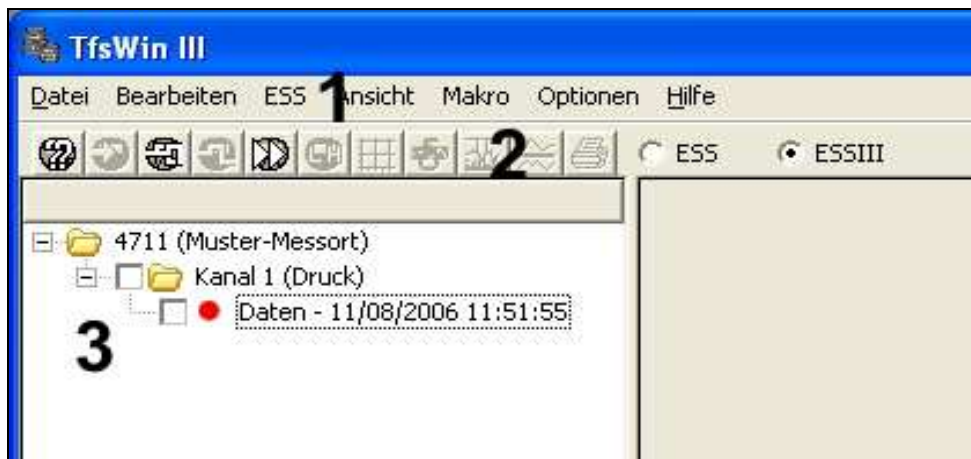 TfsWin III
1
Datei Bearbeiten ESS Ansicht Makro Optionen Hilfe
2
ESS ESSIII
4711 (Muster-Messort)
Kanal 1 (Druck)
Daten - 11/08/2006 11:51:55
3